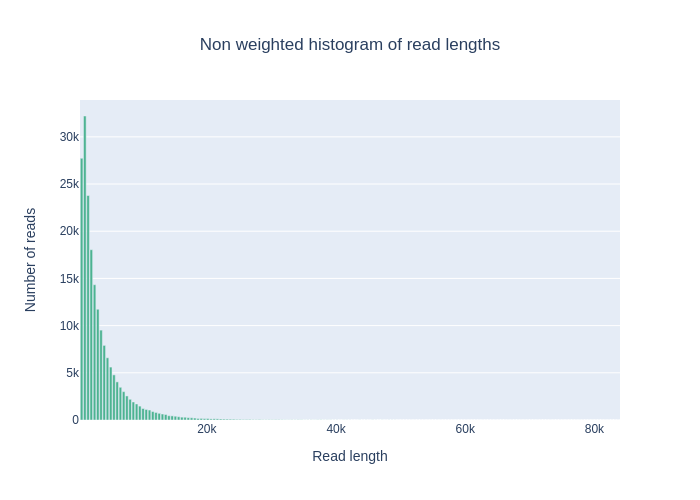 Non weighted histogram of read lengths
Number of reads
30k
25k
20k
15k
10k
5k
0
20k
40k
60k
80k
Read length